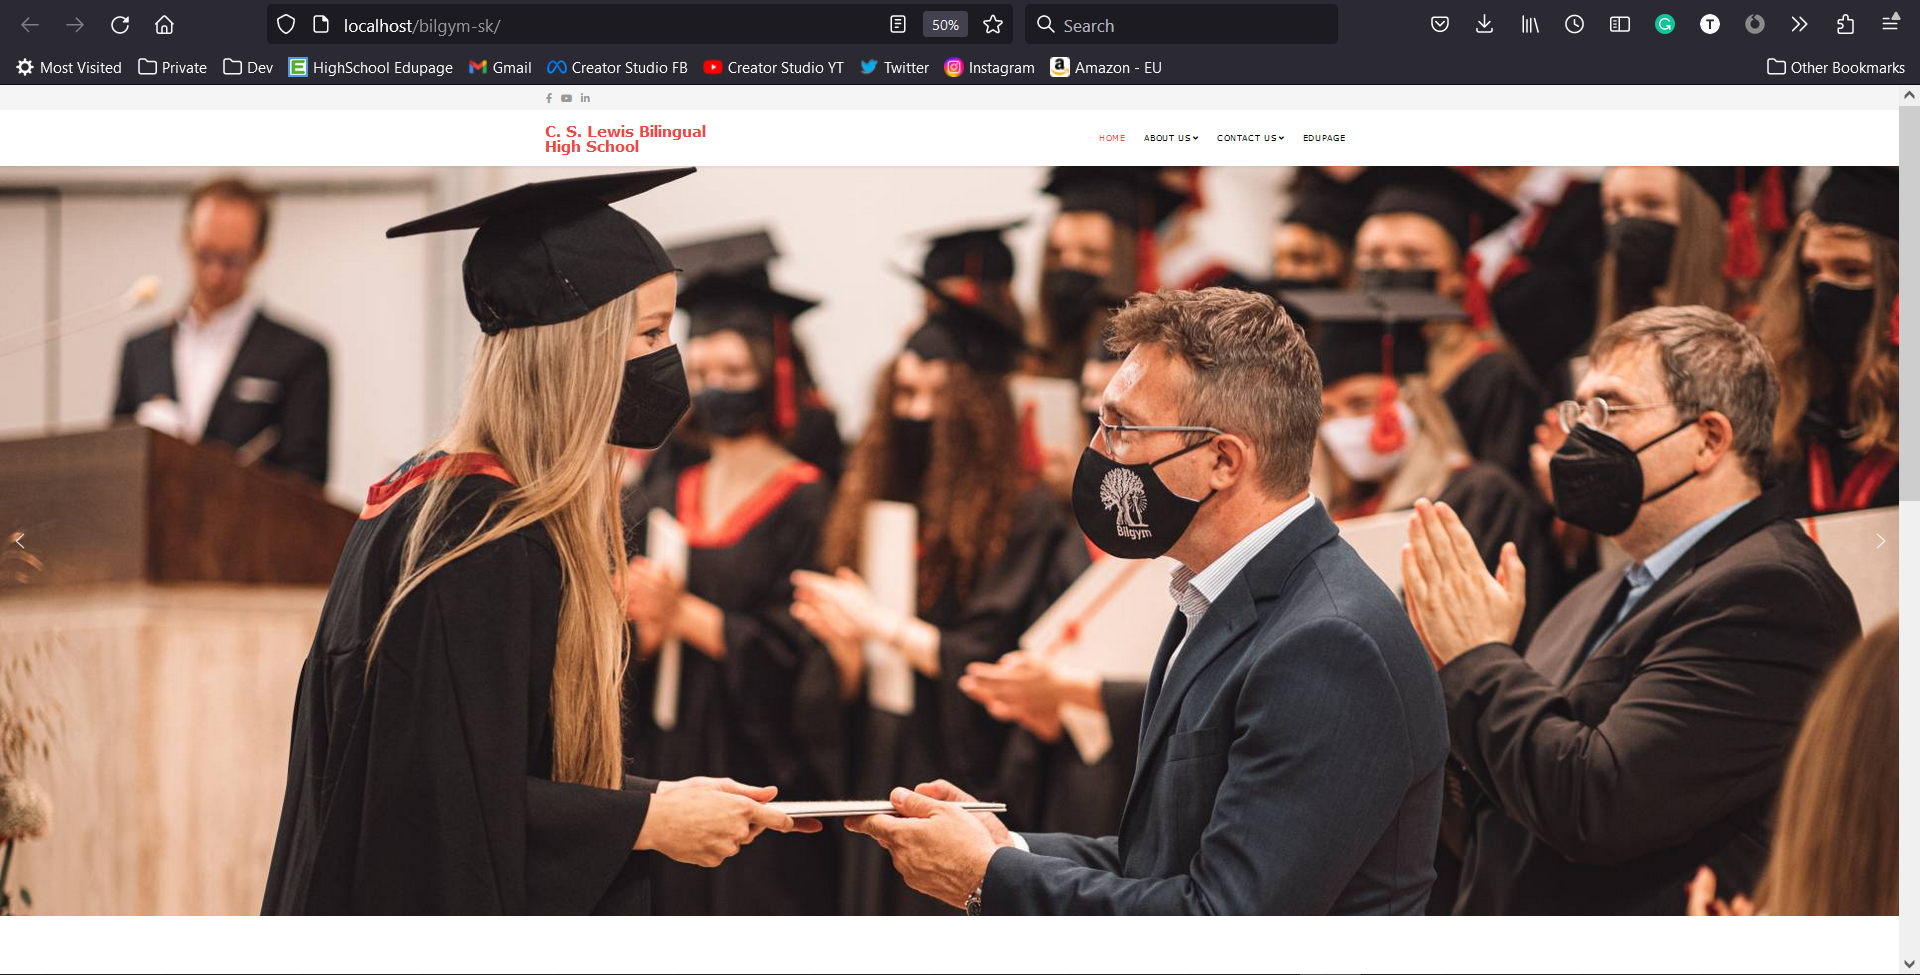 localhost/bilgym-sk/
50%
Search
Most Visited
Private
Dev
HighSchool Edupage
Gmail
Creator Studio FB
Creator Studio YT
Twitter
Instagram
Amazon - EU
Other Bookmarks
C. S. Lewis Bilingual
High School
HOME
ABOUT US
CONTACT US
EDUPAGE
Bilgym